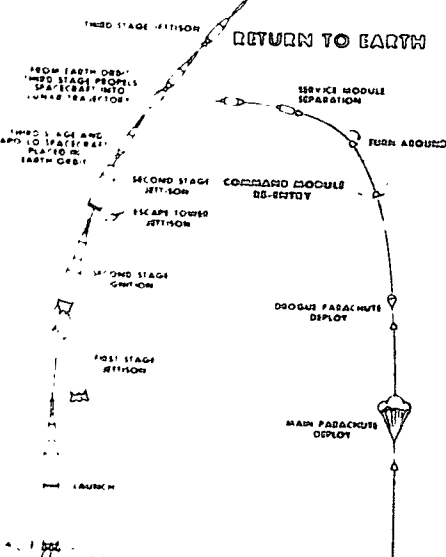 THIRD STAGE JETTISON
RETURN TO EARTH
FROM EARTH ORBIT
THIRD STAGE PROPELS
SPACECRAFT INTO
LUNAR TRAJECTORY
SERVICE MODULE
SEPARATION
THIRD STAGE AND
APOLLO SPACECRAFT
PLACED IN
EARTH ORBIT
TURN AROUND
SECOND STAGE
JETTISON
COMMAND MODULE
RE-ENTRY
ESCAPE TOWER
JETTISON
SECOND STAGE
IGNITION
DROGUE PARACHUTE
DEPLOY
FIRST STAGE
JETTISON
MAIN PARACHUTE
DEPLOY
LAUNCH